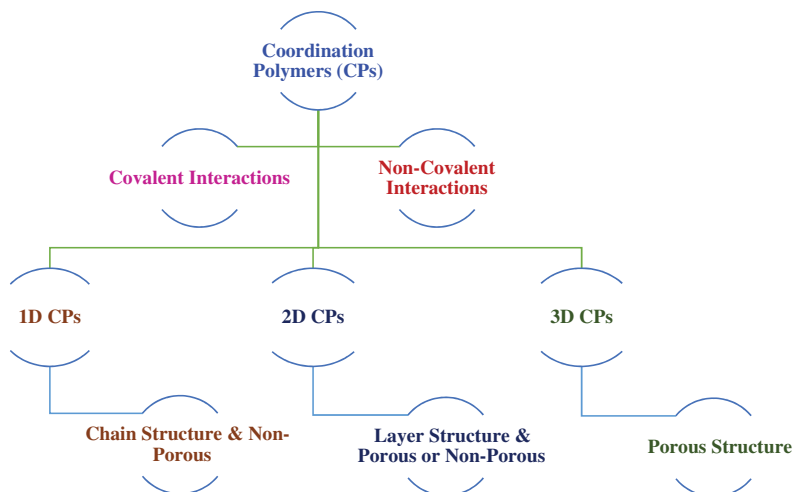 Coordination
Polymers (CPs)
Covalent Interactions
Non-Covalent
Interactions
1D CPs
2D CPs
3D CPs
Chain Structure & Non-
Porous
Layer Structure &
Porous or Non-Porous
Porous Structure